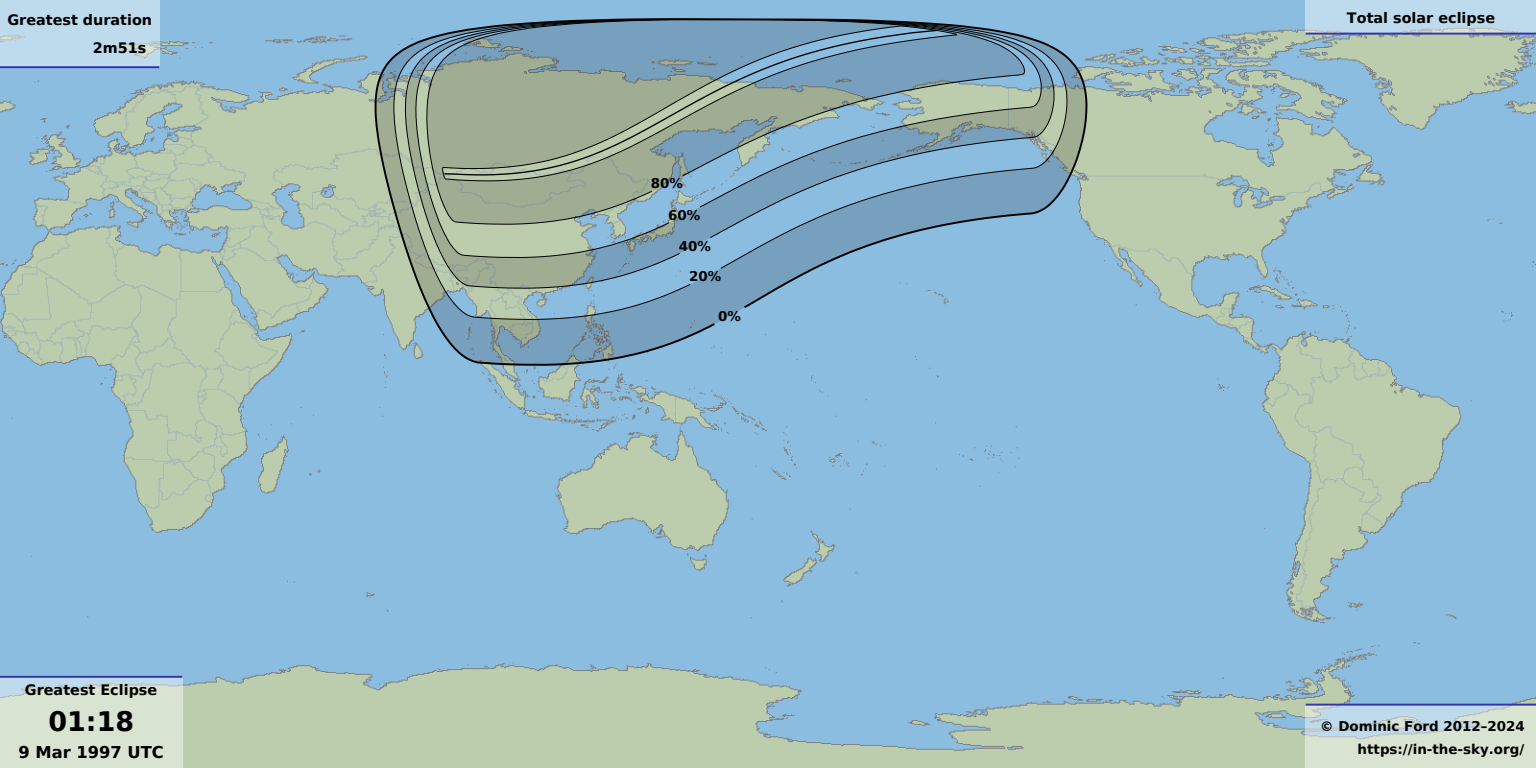 Greatest duration
2m51s
Total solar eclipse
80%
60%
40%
20%
0%
Greatest Eclipse
01:18
9 Mar 1997 UTC
© Dominic Ford 2012–2024
https://in-the-sky.org/